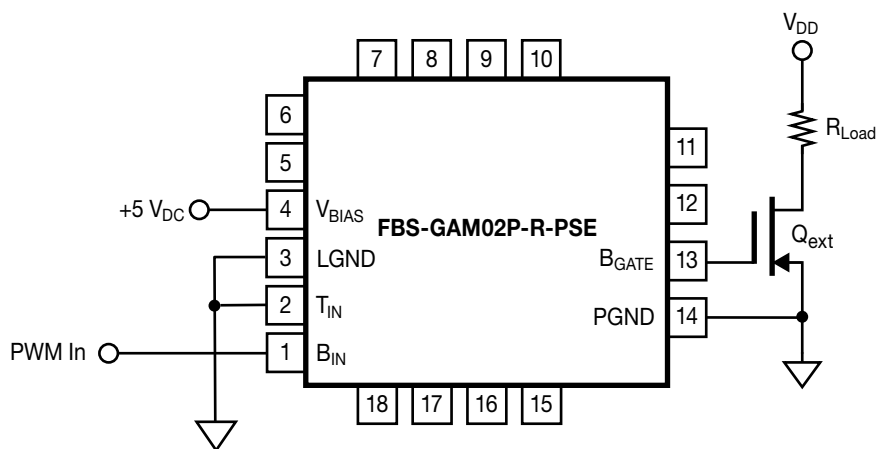 V_DD
7 8 9 10
6
R_Load
11
5
12
+5 V_DC
4 V_BIAS
FBS-GAM02P-R-PSE
Q_ext
3 LGND
B_GATE 13
2 T_IN
PGND 14
PWM In
1 B_IN
18 17 16 15